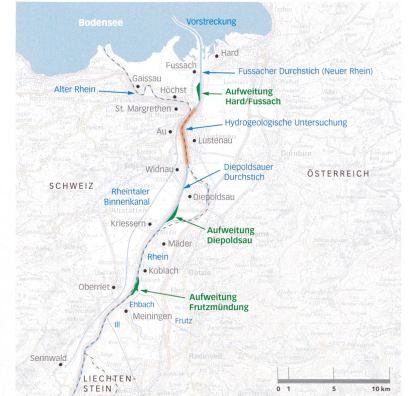 Bodensee
Vorstreckung
Hard
Fussach
Fussacher Durchstich (Neuer Rhein)
Gaissau
Alter Rhein
Höchst
Aufweitung
Hard/Fussach
St. Margrethen
Hydrogeologische Untersuchung
Au
Lustenau
Widnau
Diepoldsauer
Durchstich
ÖSTERREICH
SCHWEIZ
Rheintaler
Binnenkanal
Diepoldsau
Kriessern
Aufweitung
Diepoldsau
Mäder
Rhein
Koblach
Oberriet
Aufweitung
Frutzmündung
Ehbach
Meiningen
Frutz
Ill
Sennwald
LIECHTEN-
STEIN
0 1 5 10 km